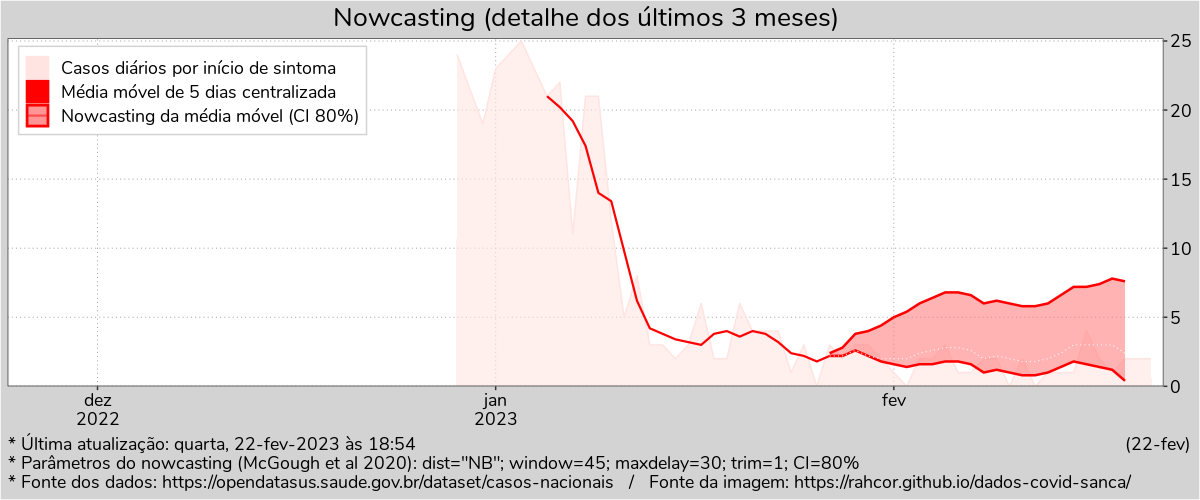 Nowcasting (detalhe dos últimos 3 meses)
Casos diários por início de sintoma
Média móvel de 5 dias centralizada
Nowcasting da média móvel (CI 80%)
25
20
15
10
5
0
dez
2022
jan
2023
fev
* Última atualização: quarta, 22-fev-2023 às 18:54
(22-fev)
* Parâmetros do nowcasting (McGough et al 2020): dist="NB"; window=45; maxdelay=30; trim=1; CI=80%
* Fonte dos dados: https://opendatasus.saude.gov.br/dataset/casos-nacionais / Fonte da imagem: https://rahcor.github.io/dados-covid-sanca/